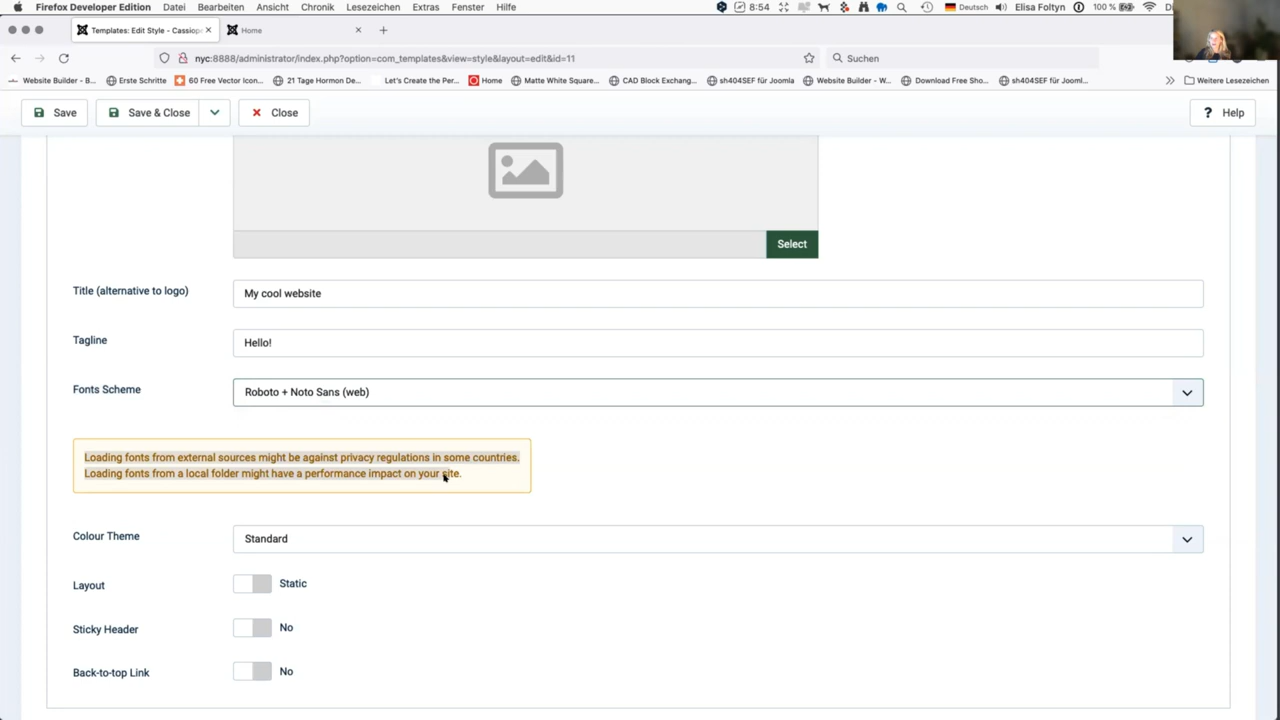 Firefox Developer Edition Datei Bearbeiten Ansicht Chronik Lesezeichen Extras Fenster Hilfe 8:54 Deutsch Elisa Foltyn 100 %
Templates: Edit Style - Cassiop Home
nyc:8888/administrator/index.php?option=com_templates&view=style&layout=edit&id=11 Suchen
Website Builder - B... Erste Schritte 60 Free Vector Icon... 21 Tage Hormon De... Let's Create the Per... Home Matte White Square... CAD Block Exchang... sh404SEF für Joomla Website Builder - W... Download Free Sho... sh404SEF für Jooml... Weitere Lesezeichen
Save Save & Close Close Help
Select
Title (alternative to logo) My cool website
Tagline Hello!
Fonts Scheme Roboto + Noto Sans (web)
Loading fonts from external sources might be against privacy regulations in some countries.
Loading fonts from a local folder might have a performance impact on your site.
Colour Theme Standard
Layout Static
Sticky Header No
Back-to-top Link No